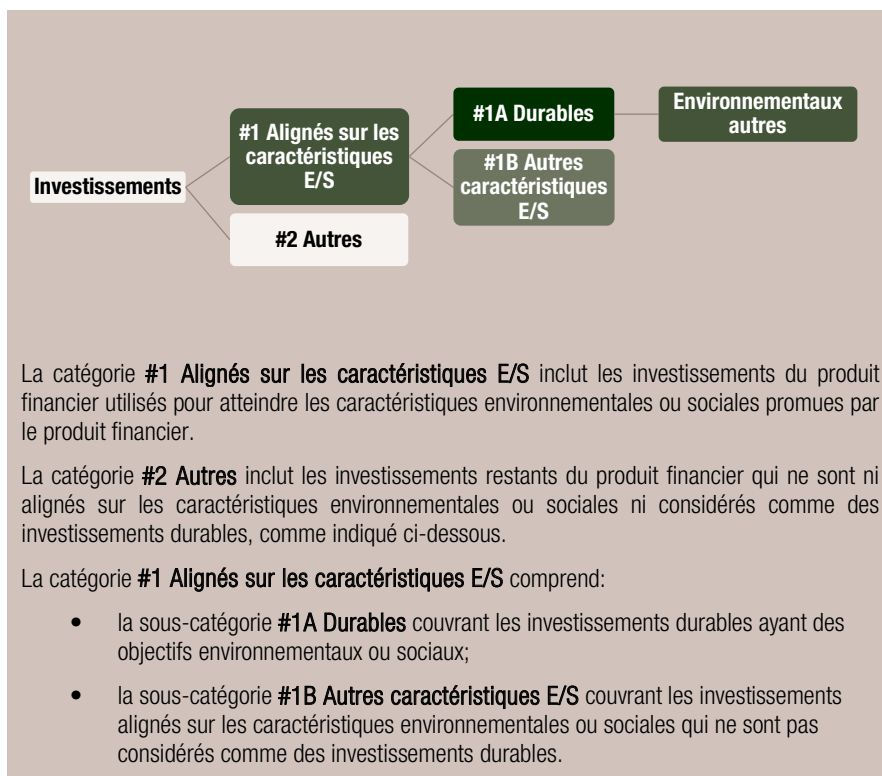 Investissements
#1 Alignés sur les
caractéristiques
E/S
#2 Autres
#1A Durables
#1B Autres
caractéristiques
E/S
Environnementaux
autres
La catégorie #1 Alignés sur les caractéristiques E/S inclut les investissements du produit
financier utilisés pour atteindre les caractéristiques environnementales ou sociales promues par
le produit financier.
La catégorie #2 Autres inclut les investissements restants du produit financier qui ne sont ni
alignés sur les caractéristiques environnementales ou sociales ni considérés comme des
investissements durables, comme indiqué ci-dessous.
La catégorie #1 Alignés sur les caractéristiques E/S comprend:
• la sous-catégorie #1A Durables couvrant les investissements durables ayant des
objectifs environnementaux ou sociaux;
• la sous-catégorie #1B Autres caractéristiques E/S couvrant les investissements
alignés sur les caractéristiques environnementales ou sociales qui ne sont pas
considérés comme des investissements durables.